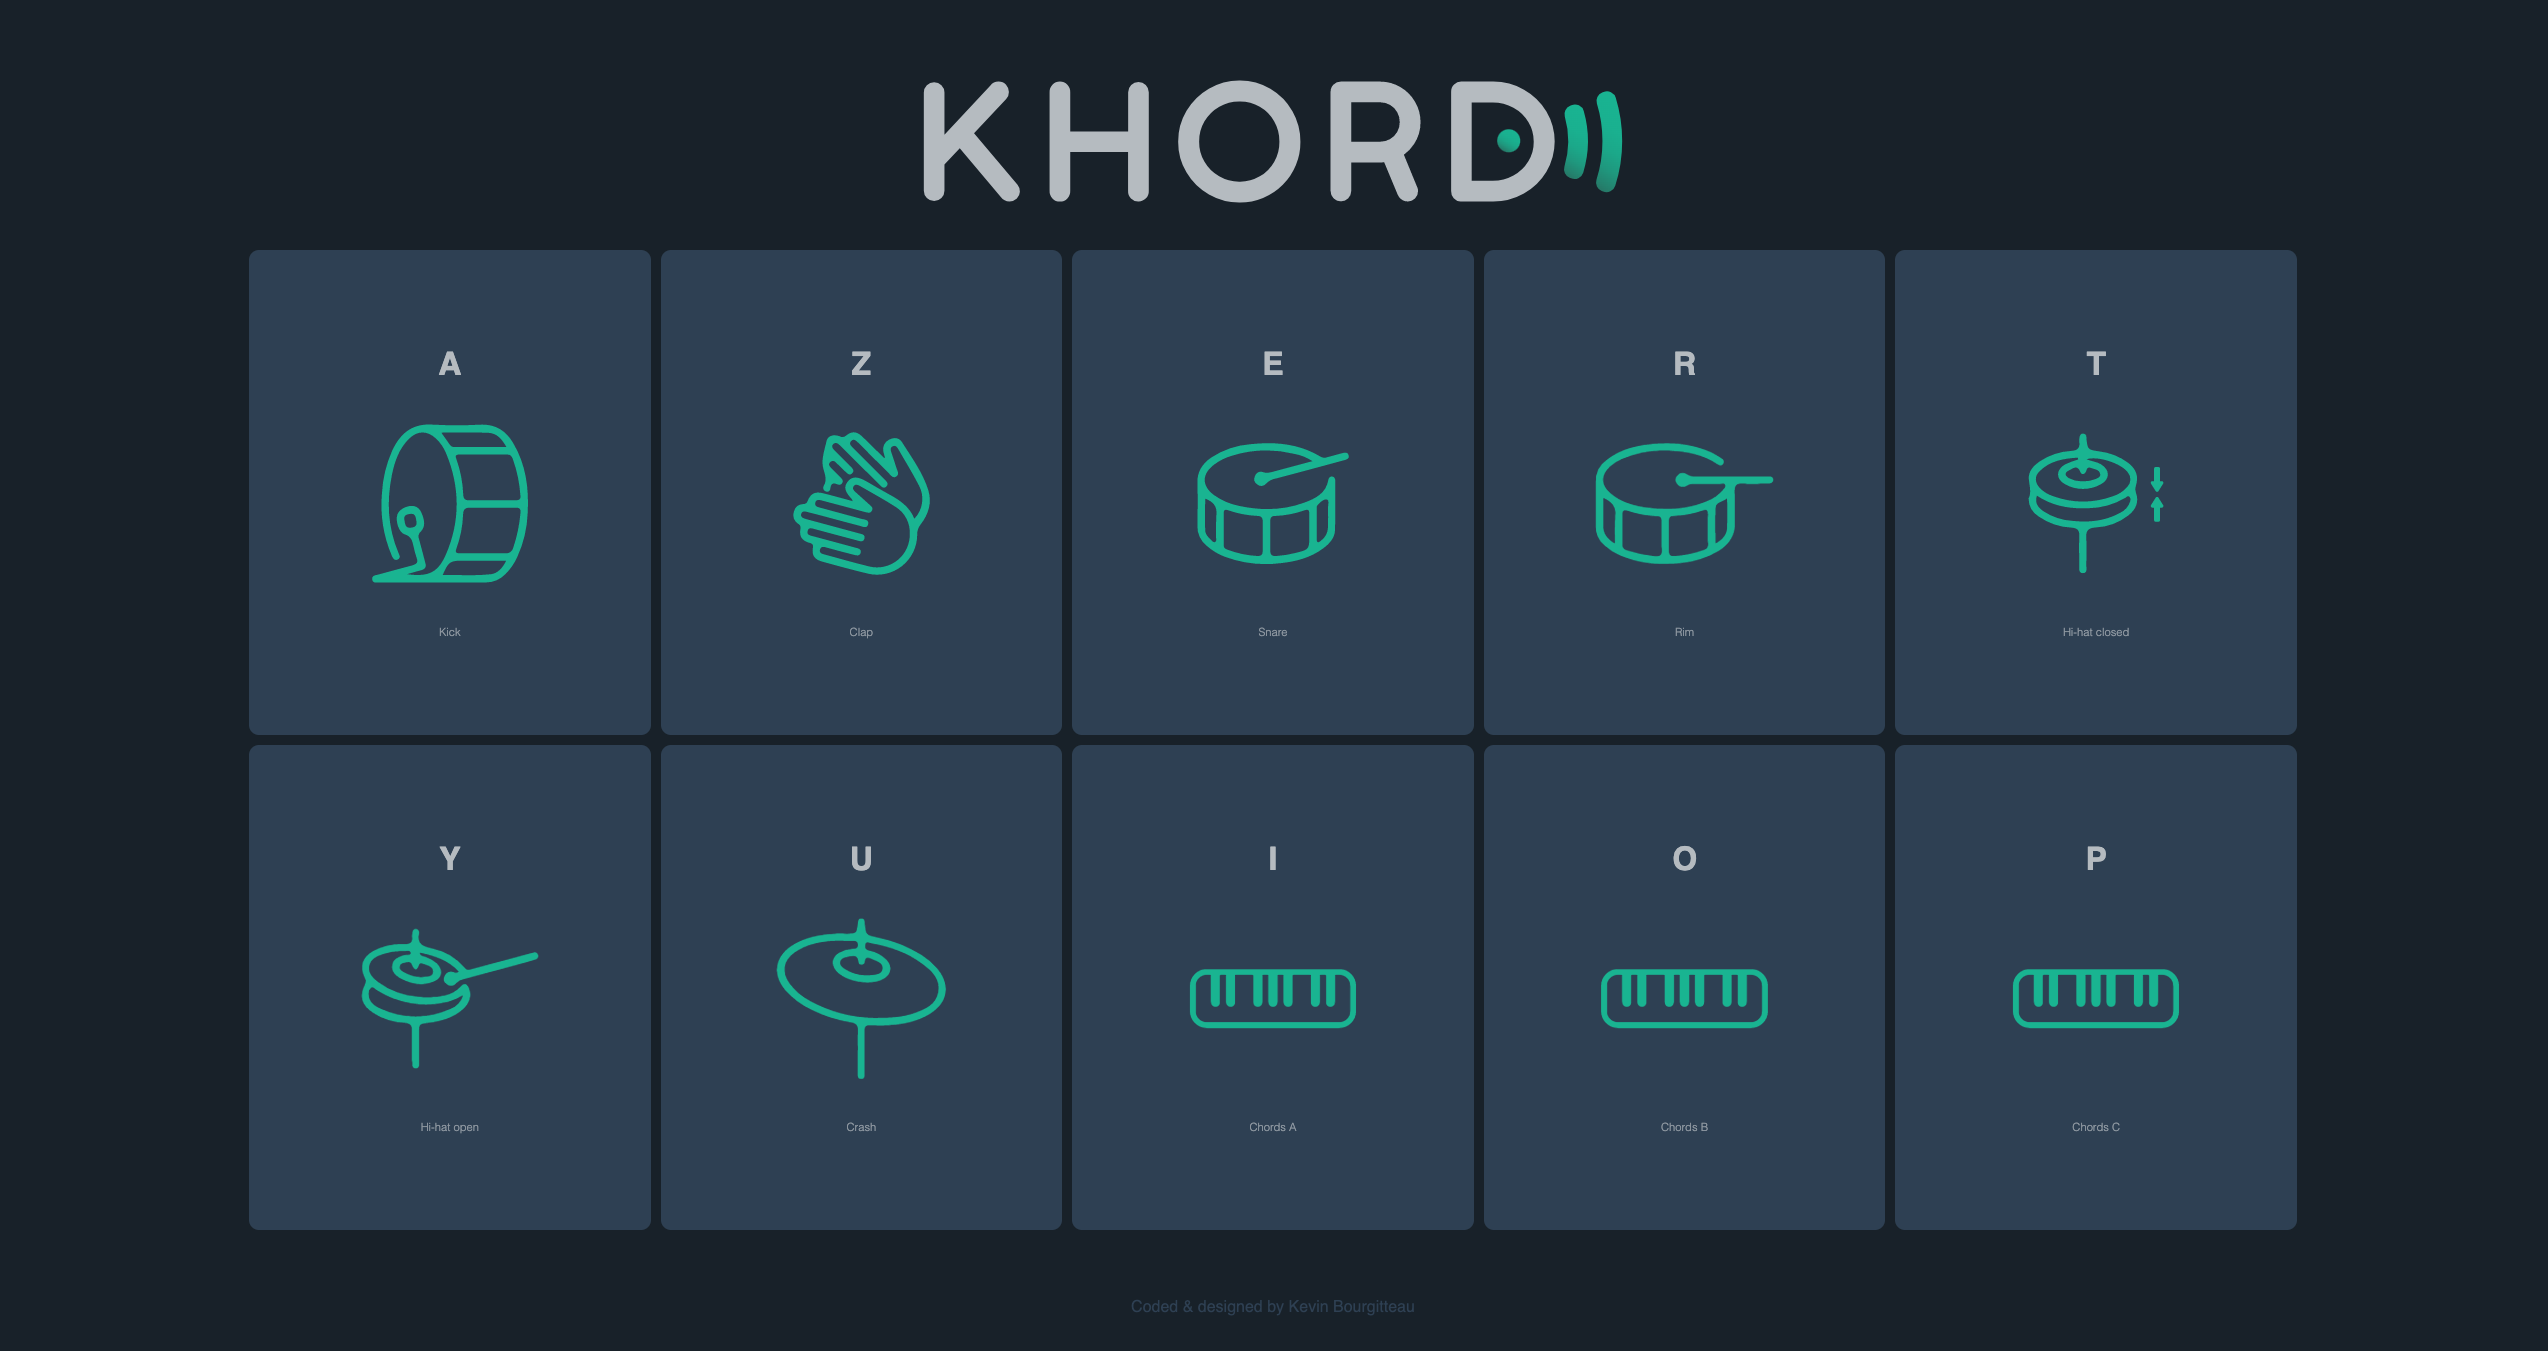 KHORD
A
Kick
Z
Clap
E
Snare
R
Rim
T
Hi-hat closed
Y
Hi-hat open
U
Crash
I
Chords A
O
Chords B
P
Chords C
Coded & designed by Kevin Bourgitteau